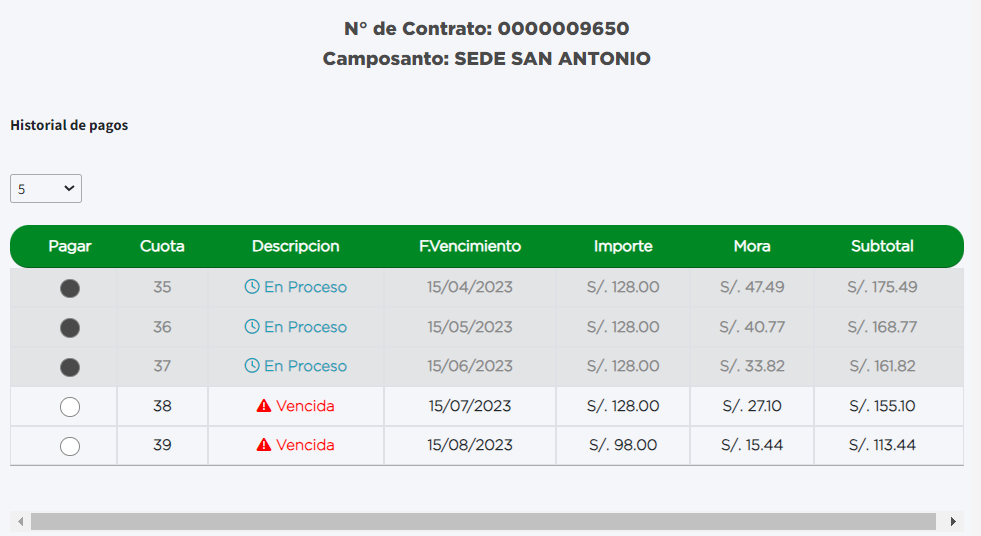 N° de Contrato: 0000009650
Camposanto: SEDE SAN ANTONIO
Historial de pagos
5
Pagar Cuota Descripcion F.Vencimiento Importe Mora Subtotal
35 En Proceso 15/04/2023 S/. 128.00 S/. 47.49 S/. 175.49
36 En Proceso 15/05/2023 S/. 128.00 S/. 40.77 S/. 168.77
37 En Proceso 15/06/2023 S/. 128.00 S/. 33.82 S/. 161.82
38 Vencida 15/07/2023 S/. 128.00 S/. 27.10 S/. 155.10
39 Vencida 15/08/2023 S/. 98.00 S/. 15.44 S/. 113.44